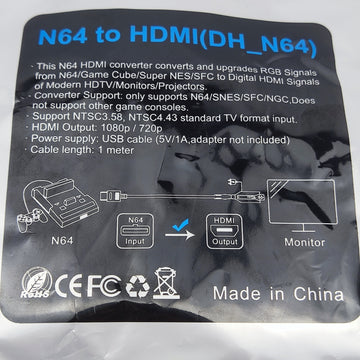 N64 to HDMI(DH_N64)
· This N64 HDMI converter converts and upgrades RGB Signals
from N64/Game Cube/Super NES/SFC to Digital HDMI Signals
of Modern HDTV/Monitors/Projectors.
· Converter Support: only supports N64/SNES/SFC/NGC,Does
not support other game consoles.
· Support NTSC3.58, NTSC4.43 standard TV format input.
· HDMI Output: 1080p / 720p
· Power supply: USB cable (5V/1A,adapter not included)
· Cable length: 1 meter
N64
N64
Input
HDMI
Output
Monitor
RoHS CE FC
Made in China